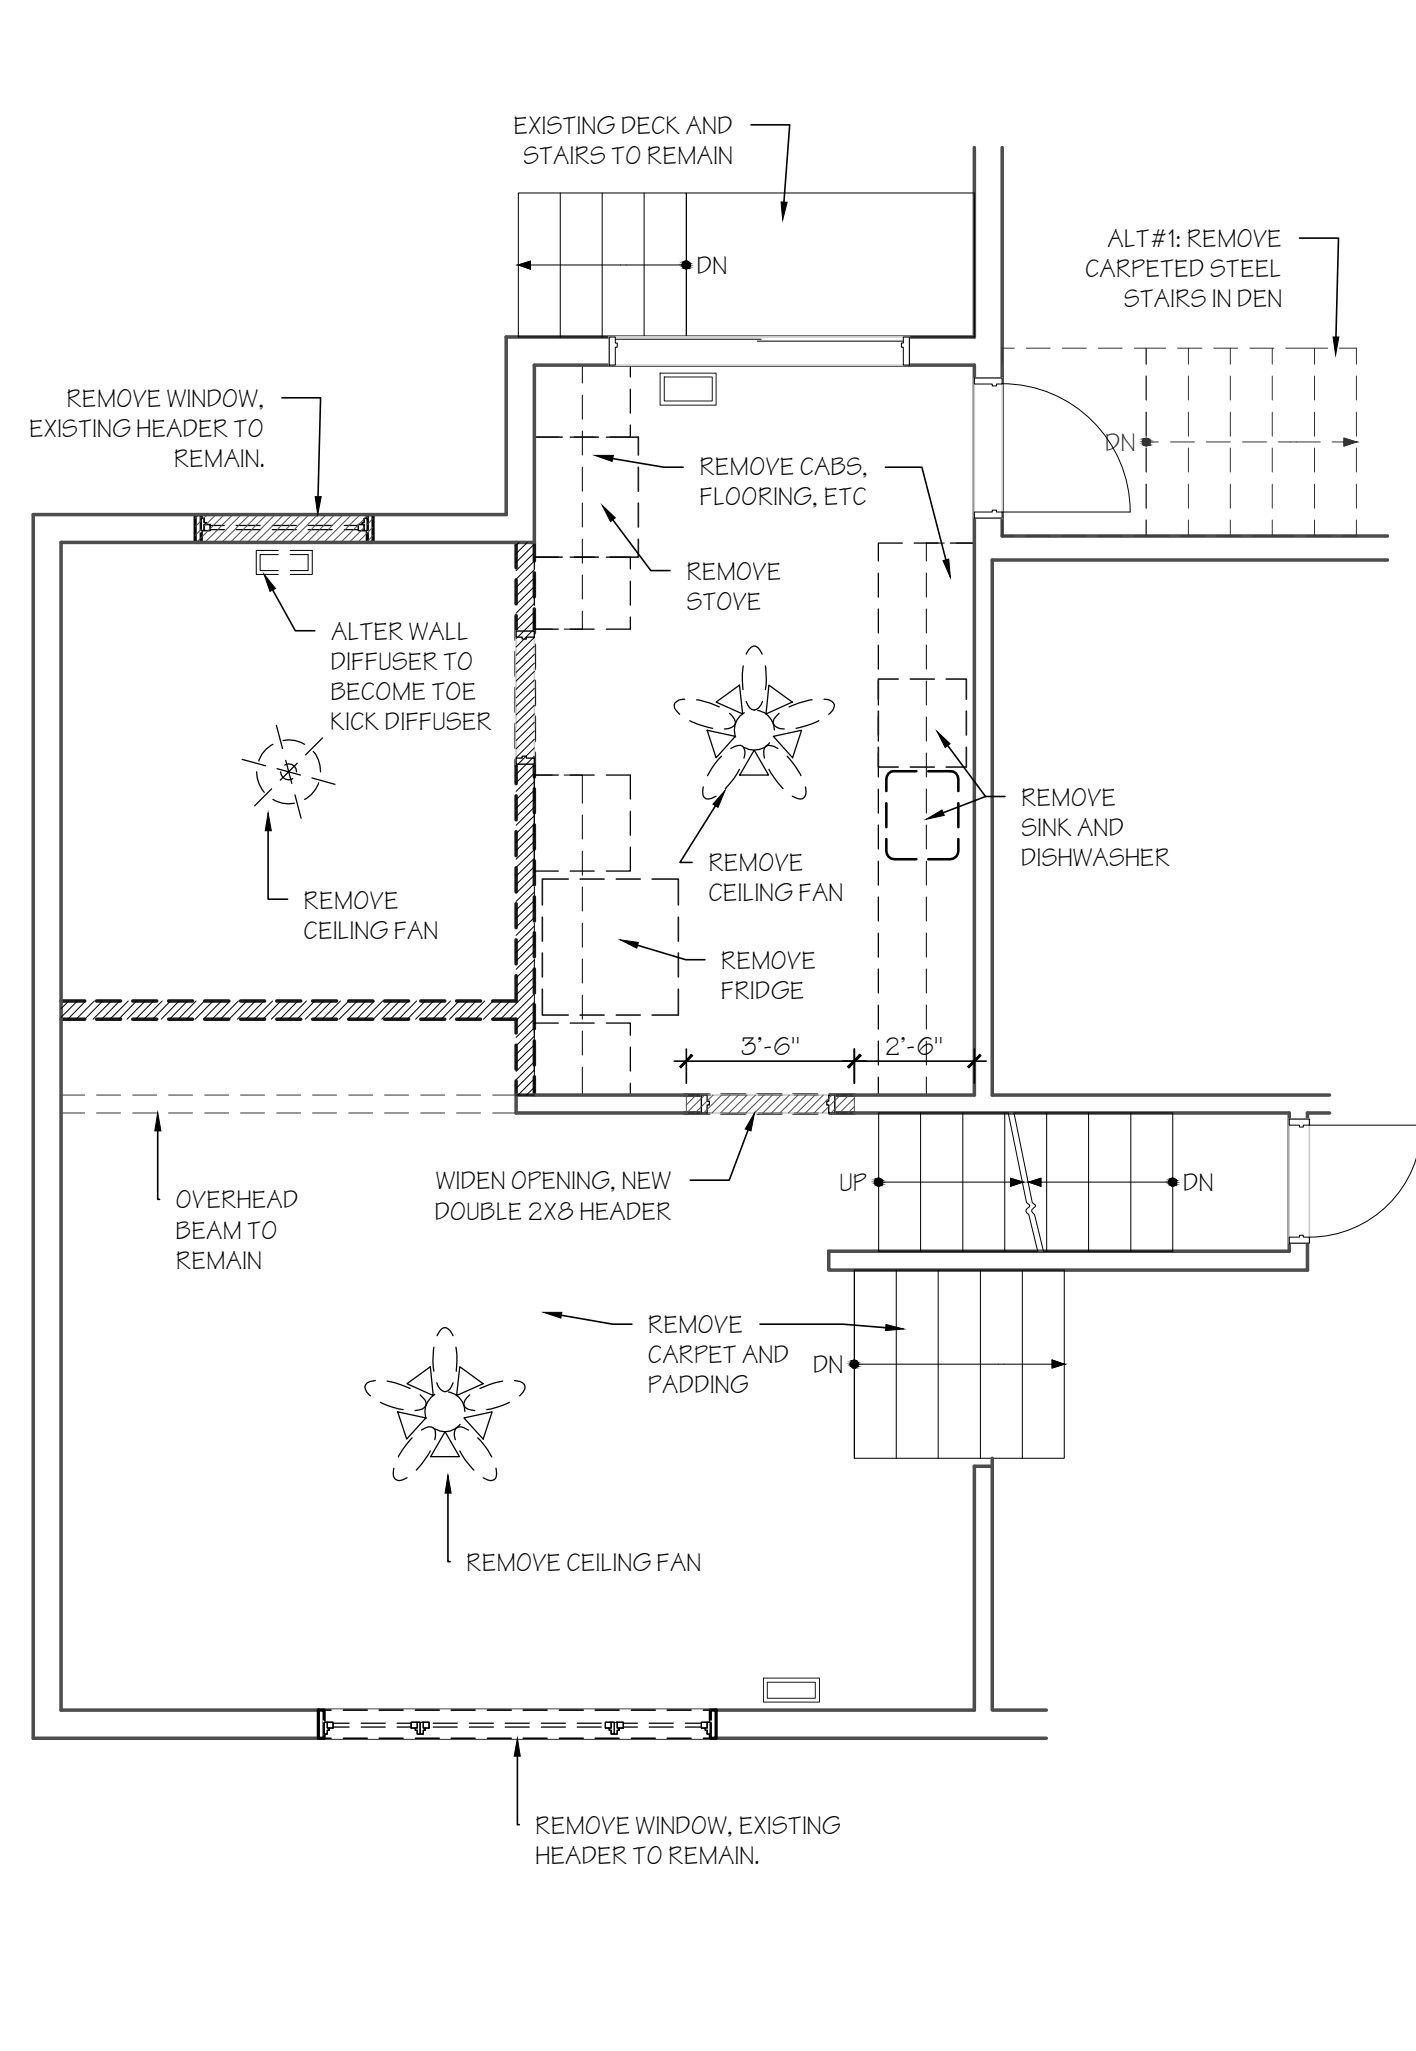 EXISTING DECK AND
STAIRS TO REMAIN
ALT#1: REMOVE
CARPETED STEEL
STAIRS IN DEN
DN
REMOVE WINDOW,
EXISTING HEADER TO
REMAIN.
DN
REMOVE CABS,
FLOORING, ETC
REMOVE
STOVE
ALTER WALL
DIFFUSER TO
BECOME TOE
KICK DIFFUSER
REMOVE
SINK AND
DISHWASHER
REMOVE
CEILING FAN
REMOVE
CEILING FAN
REMOVE
FRIDGE
3'-6"
2'-6"
WIDEN OPENING, NEW
DOUBLE 2X8 HEADER
UP
DN
OVERHEAD
BEAM TO
REMAIN
REMOVE
CARPET AND
PADDING
DN
REMOVE CEILING FAN
REMOVE WINDOW, EXISTING
HEADER TO REMAIN.